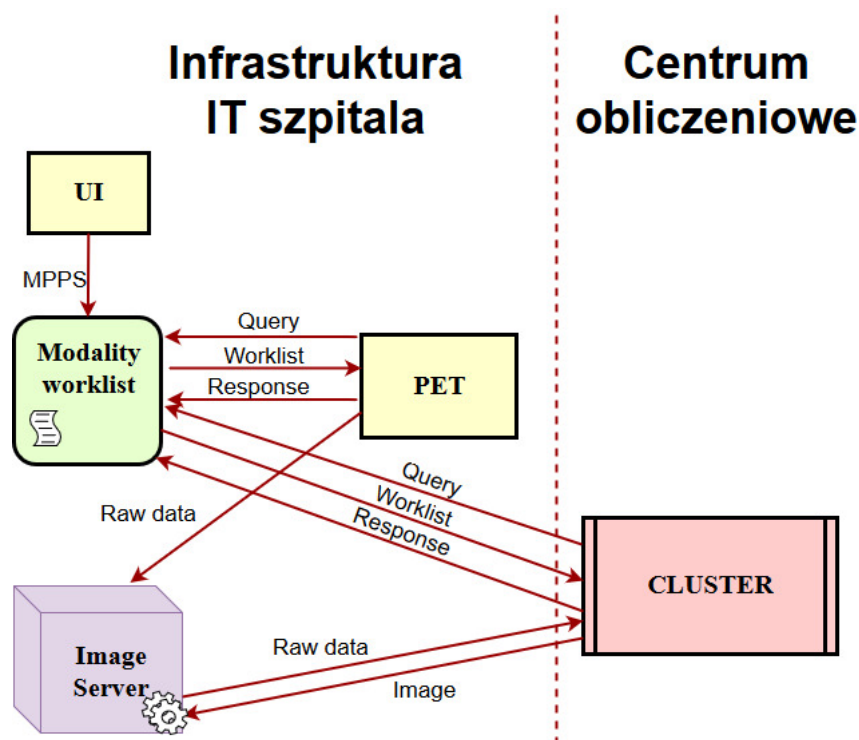 Infrastruktura
IT szpitala
Centrum
obliczeniowe
UI
MPPS
Modality
worklist
Query
Worklist
Response
PET
Query
Worklist
Response
Raw data
CLUSTER
Image
Server
Raw data
Image